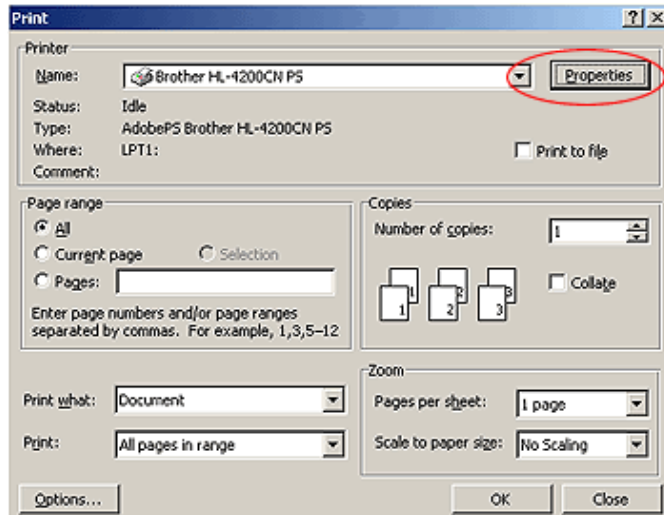 Print
Printer
Name: Brother HL-4200CN PS Properties
Status: Idle
Type: AdobePS Brother HL-4200CN PS
Where: LPT1: Print to file
Comment:
Page range
All
Current page Selection
Pages:
Enter page numbers and/or page ranges
separated by commas. For example, 1,3,5–12
Copies
Number of copies: 1
1 1 2 2 3 3
Collate
Print what: Document
Print: All pages in range
Zoom
Pages per sheet: 1 page
Scale to paper size: No Scaling
Options... OK Close